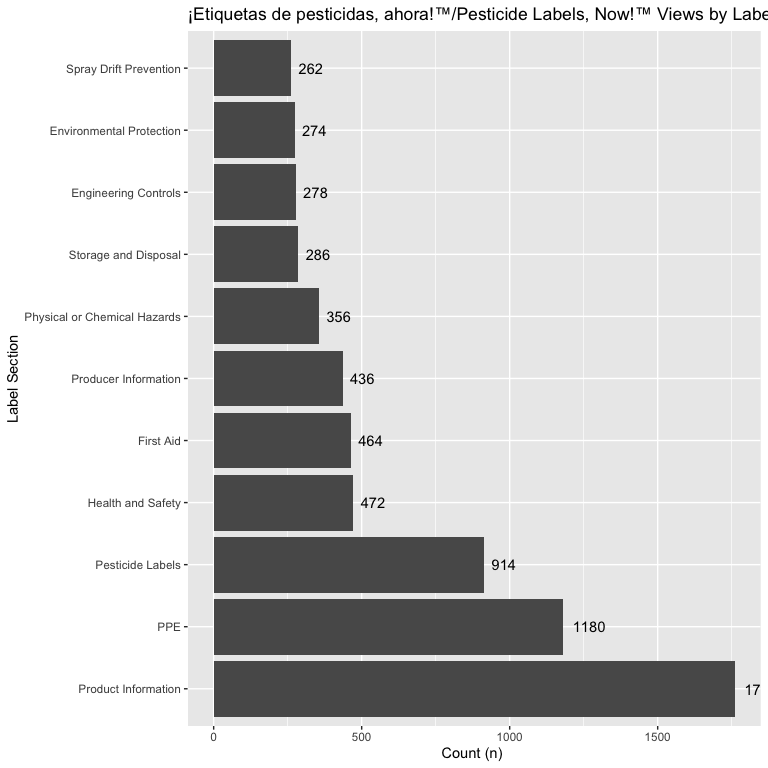 ¡Etiquetas de pesticidas, ahora!™/Pesticide Labels, Now!™ Views by
Spray Drift Prevention 262
Environmental Protection 274
Engineering Controls 278
Storage and Disposal 286
Physical or Chemical Hazards 356
Producer Information 436
First Aid 464
Health and Safety 472
Pesticide Labels 914
PPE 1180
Product Information
0 500 1000 1500
Count (n)
Label Section